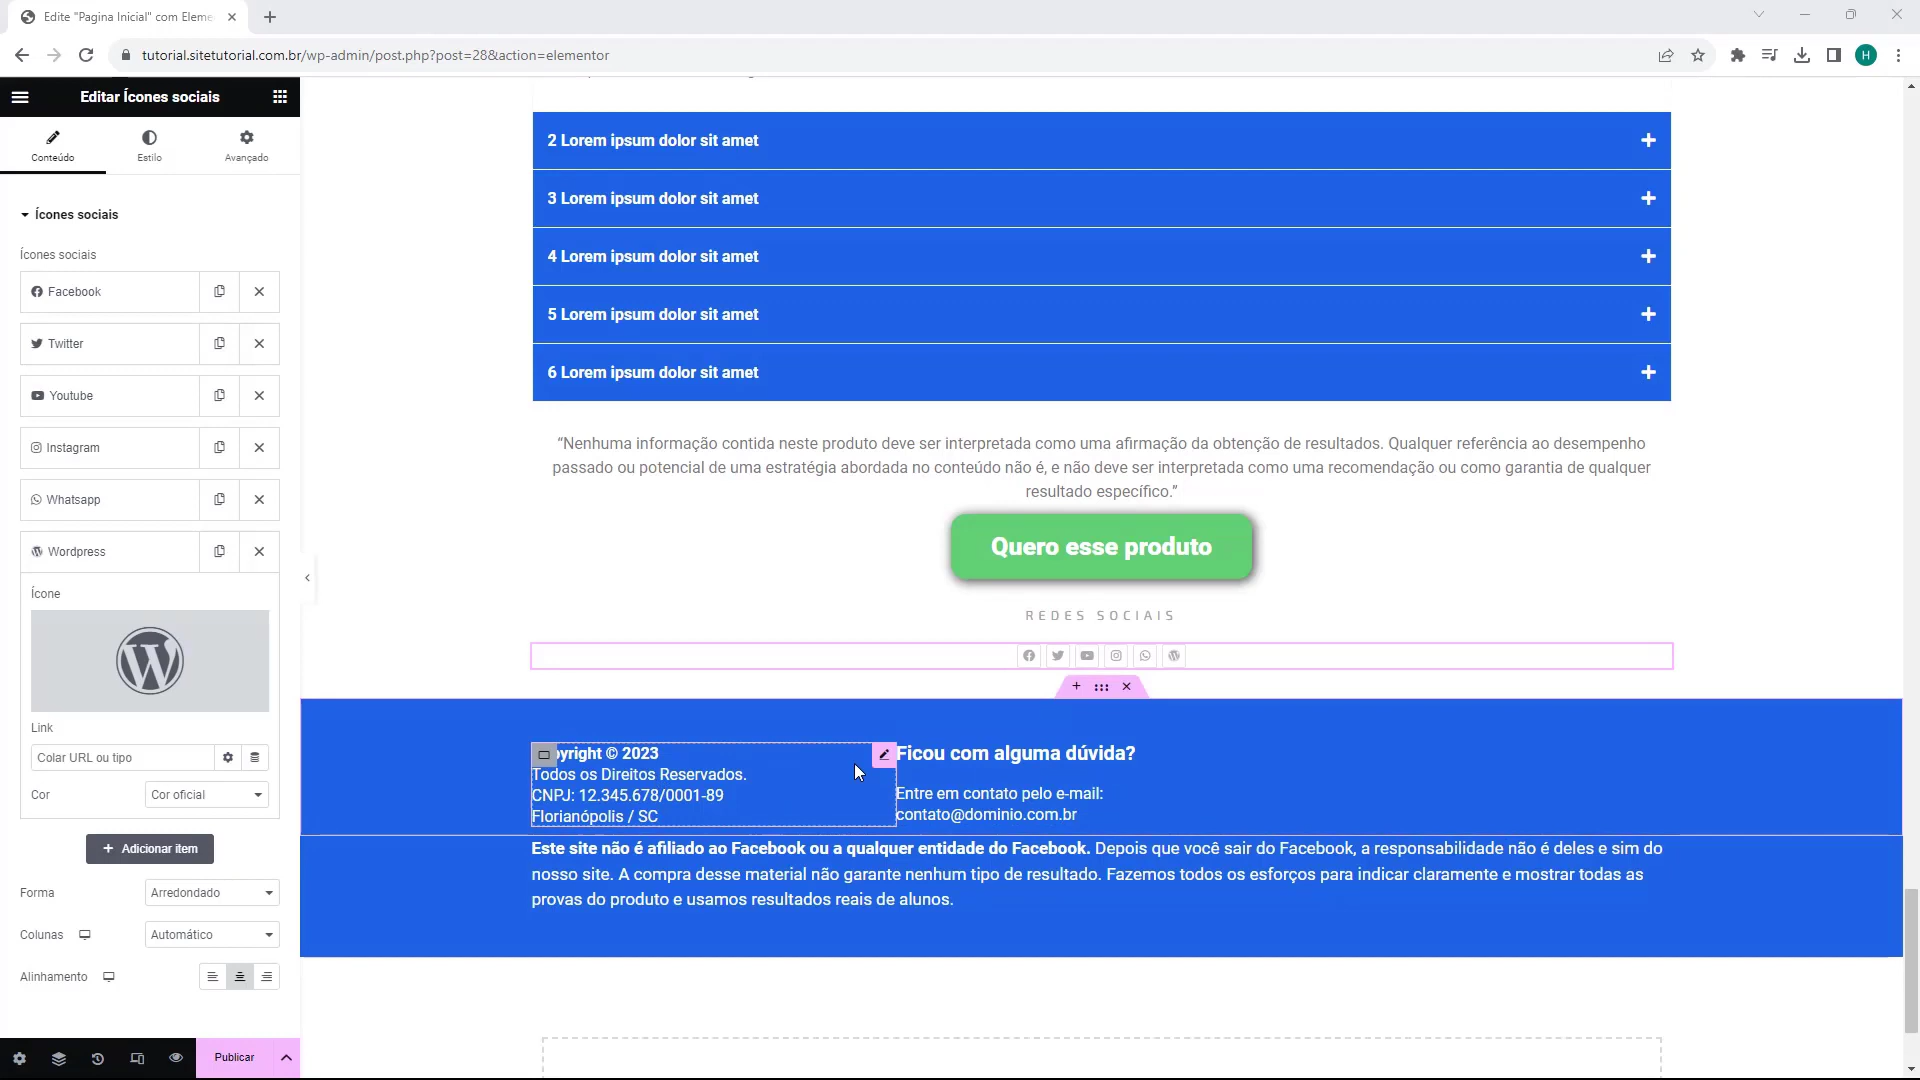 Edite "Pagina Inicial" com Eleme
tutorial.sitetutorial.com.br/wp-admin/post.php?post=28&action=elementor
H
Editar Ícones sociais
Conteúdo
Estilo
Avançado
Ícones sociais
Ícones sociais
Facebook
Twitter
Youtube
Instagram
Whatsapp
Wordpress
Ícone
Link
Colar URL ou tipo
Cor
Cor oficial
Adicionar item
Forma
Arredondado
Colunas
Automático
Alinhamento
Publicar
2 Lorem ipsum dolor sit amet
3 Lorem ipsum dolor sit amet
4 Lorem ipsum dolor sit amet
5 Lorem ipsum dolor sit amet
6 Lorem ipsum dolor sit amet
“Nenhuma informação contida neste produto deve ser interpretada como uma afirmação da obtenção de resultados. Qualquer referência ao desempenho
passado ou potencial de uma estratégia abordada no conteúdo não é, e não deve ser interpretada como uma recomendação ou como garantia de qualquer
resultado específico.”
Quero esse produto
REDES SOCIAIS
pyright © 2023
Todos os Direitos Reservados.
CNPJ: 12.345.678/0001-89
Florianópolis / SC
Ficou com alguma dúvida?
Entre em contato pelo e-mail:
contato@dominio.com.br
Este site não é afiliado ao Facebook ou a qualquer entidade do Facebook. Depois que você sair do Facebook, a responsabilidade não é deles e sim do
nosso site. A compra desse material não garante nenhum tipo de resultado. Fazemos todos os esforços para indicar claramente e mostrar todas as
provas do produto e usamos resultados reais de alunos.